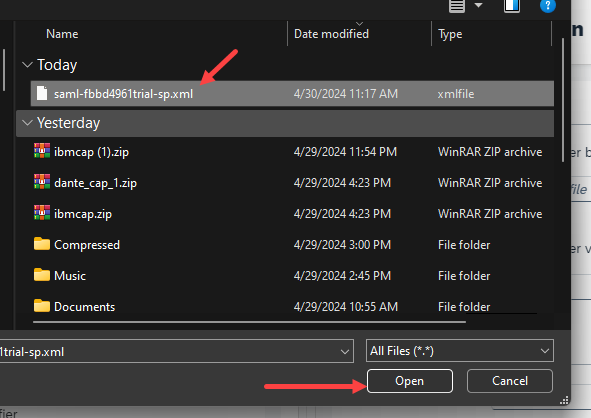 Name Date modified Type
Today
saml-fbbd4961trial-sp.xml 4/30/2024 11:17 AM xmlfile
Yesterday
ibmcap (1).zip 4/29/2024 11:54 PM WinRAR ZIP archive
dante_cap_1.zip 4/29/2024 4:23 PM WinRAR ZIP archive
ibmcap.zip 4/29/2024 4:23 PM WinRAR ZIP archive
Compressed 4/29/2024 3:00 PM File folder
Music 4/29/2024 2:45 PM File folder
Documents 4/29/2024 10:55 AM File folder
1trial-sp.xml All Files (*.*)
Open Cancel